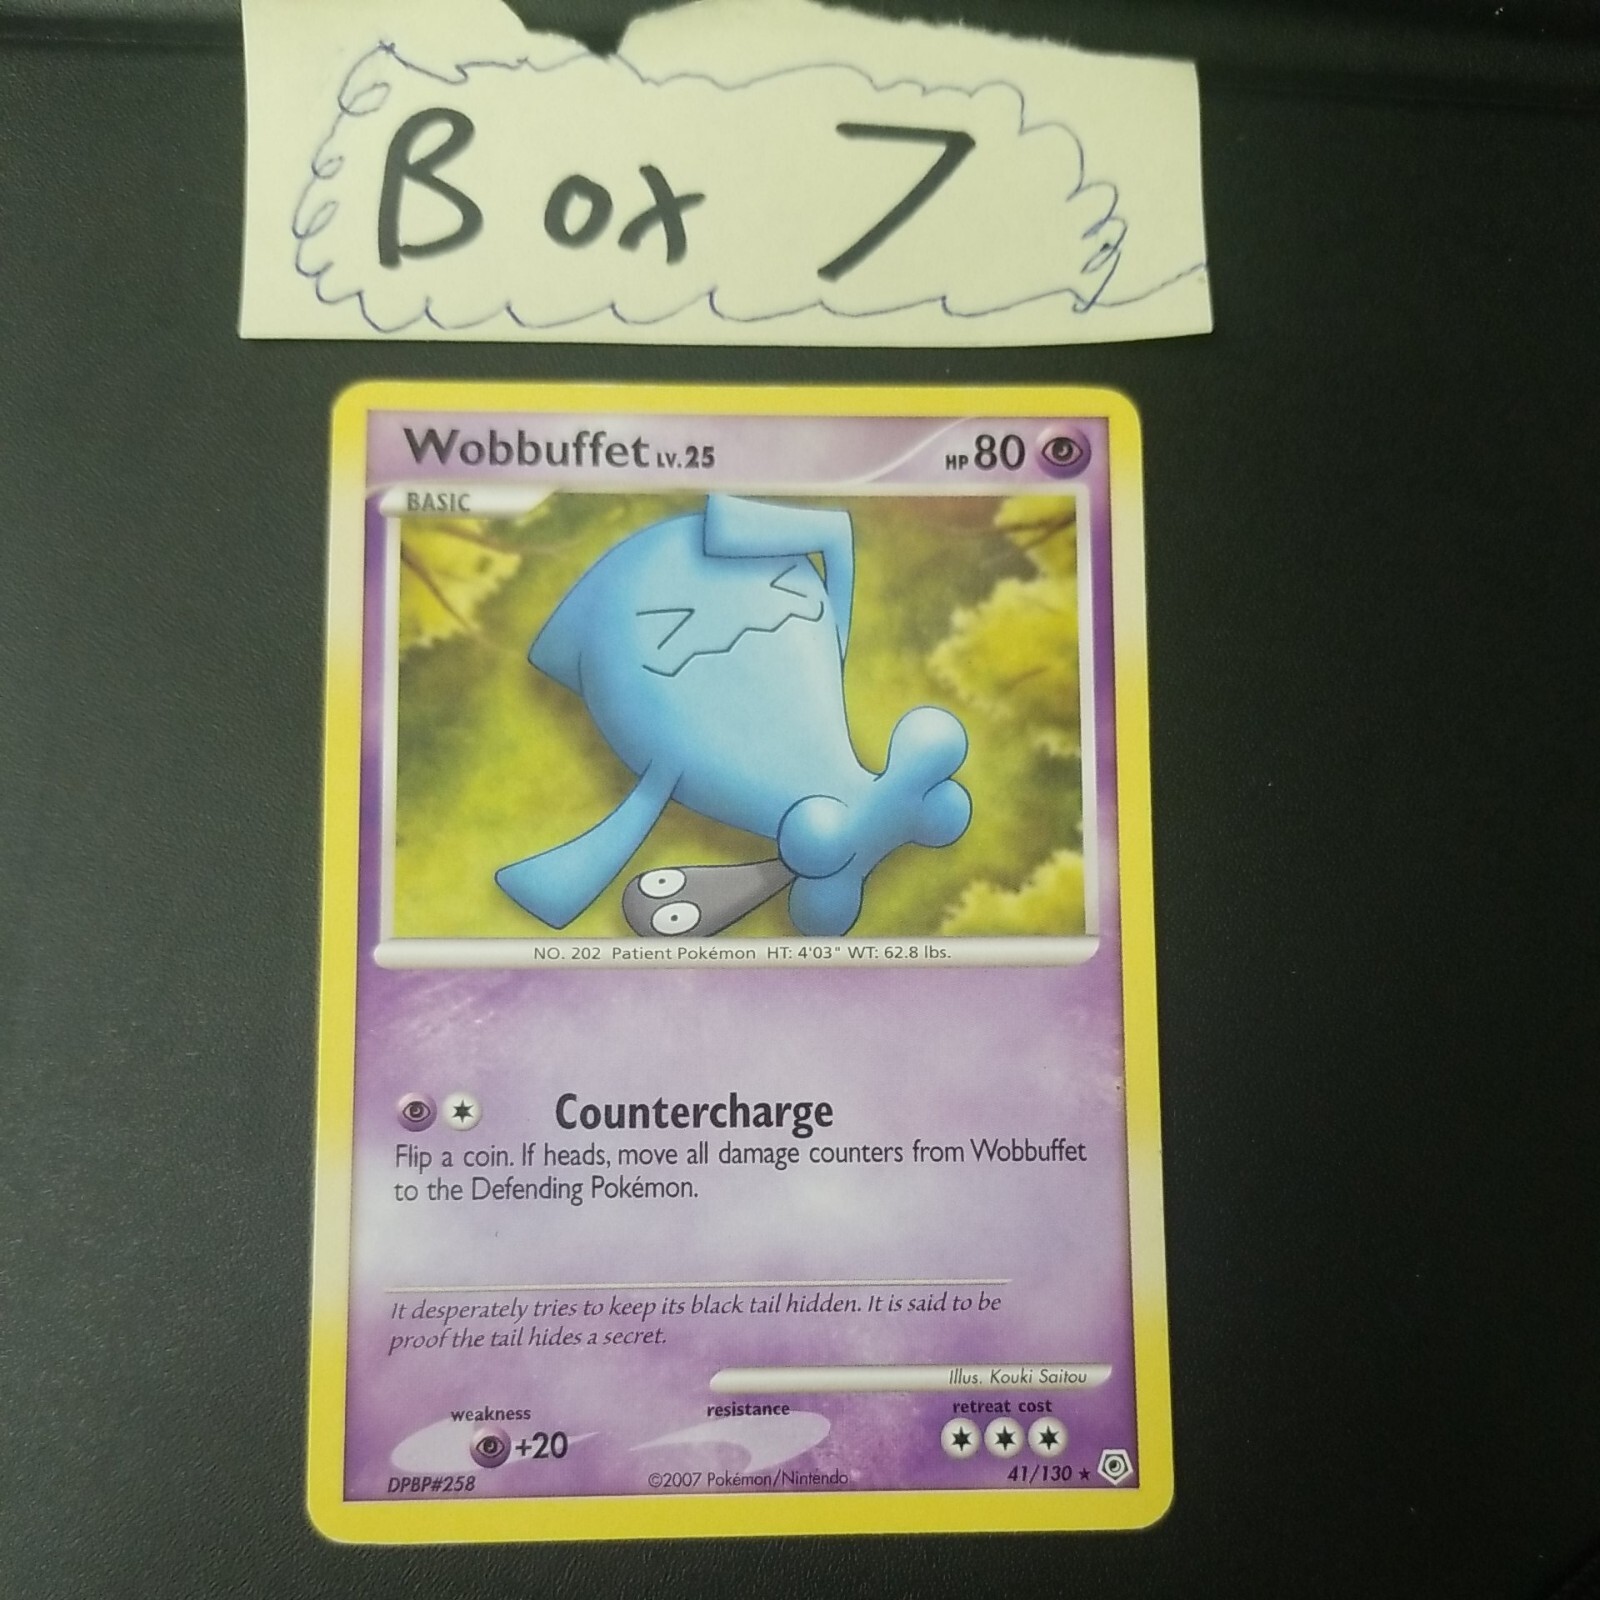 Box 7
Wobbuffet LV.25 HP 80
BASIC
NO. 202 Patient Pokémon HT: 4'03" WT: 62.8 lbs.
Countercharge
Flip a coin. If heads, move all damage counters from Wobbuffet
to the Defending Pokémon.
It desperately tries to keep its black tail hidden. It is said to be
proof the tail hides a secret.
Illus. Kouki Saitou
weakness resistance retreat cost
+20
DPBP#258 ©2007 Pokémon/Nintendo 41/130 ★